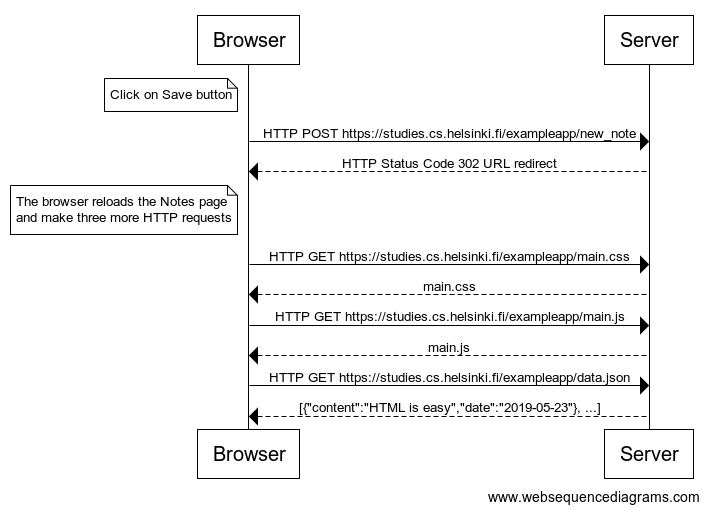 Browser
Server
Click on Save button
HTTP POST https://studies.cs.helsinki.fi/exampleapp/new_note
HTTP Status Code 302 URL redirect
The browser reloads the Notes page
and make three more HTTP requests
HTTP GET https://studies.cs.helsinki.fi/exampleapp/main.css
main.css
HTTP GET https://studies.cs.helsinki.fi/exampleapp/main.js
main.js
HTTP GET https://studies.cs.helsinki.fi/exampleapp/data.json
[{"content":"HTML is easy","date":"2019-05-23"}, ...]
Browser
Server
www.websequencediagrams.com